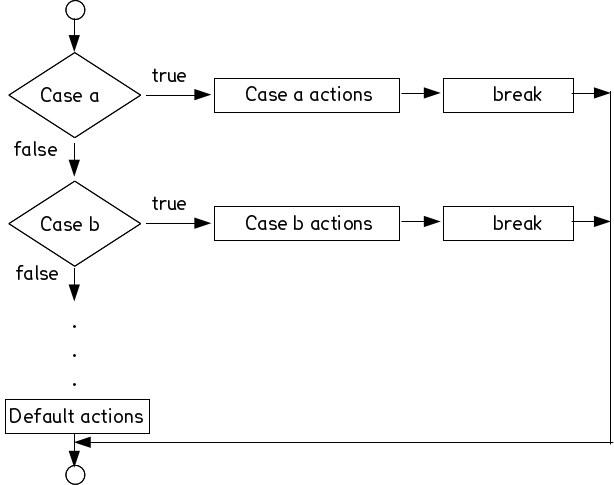 true
Case a
Case a actions
break
false
true
Case b
Case b actions
break
false
.
.
.
Default actions